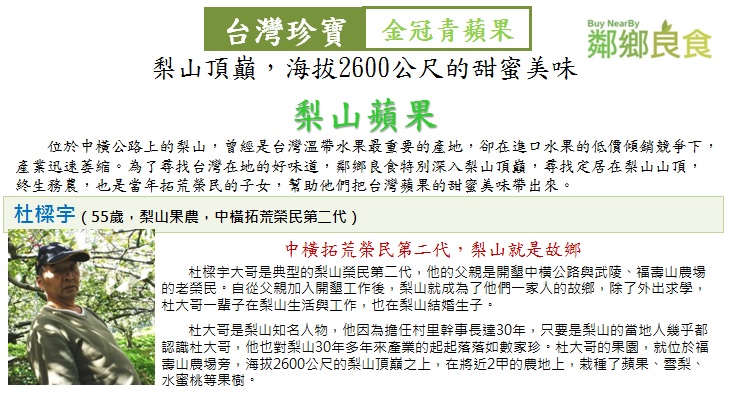 台灣珍寶 金冠青蘋果
Buy NearBy
鄰鄉良食
梨山頂巔，海拔2600公尺的甜蜜美味
梨山蘋果
位於中橫公路上的梨山，曾經是台灣溫帶水果最重要的產地，卻在進口水果的低價傾銷競爭下，
產業迅速萎縮。為了尋找台灣在地的好味道，鄰鄉良食特別深入梨山頂巔，尋找定居在梨山山頂，
終生務農，也是當年拓荒榮民的子女，幫助他們把台灣蘋果的甜蜜美味帶出來。
杜樑宇（55歲，梨山果農，中橫拓荒榮民第二代）
中橫拓荒榮民第二代，梨山就是故鄉
杜樑宇大哥是典型的梨山榮民第二代，他的父親是開墾中橫公路與武陵、福壽山農場
的老榮民。自從父親加入開墾工作後，梨山就成為了他們一家人的故鄉，除了外出求學，
杜大哥一輩子在梨山生活與工作，也在梨山結婚生子。
杜大哥是梨山知名人物，他因為擔任村里幹事長達30年，只要是梨山的當地人幾乎都
認識杜大哥，他也對梨山30年多年來產業的起起落落如數家珍。杜大哥的果園，就位於福
壽山農場旁，海拔2600公尺的梨山頂巔之上，在將近2甲的農地上，栽種了蘋果、雪梨、
水蜜桃等果樹。